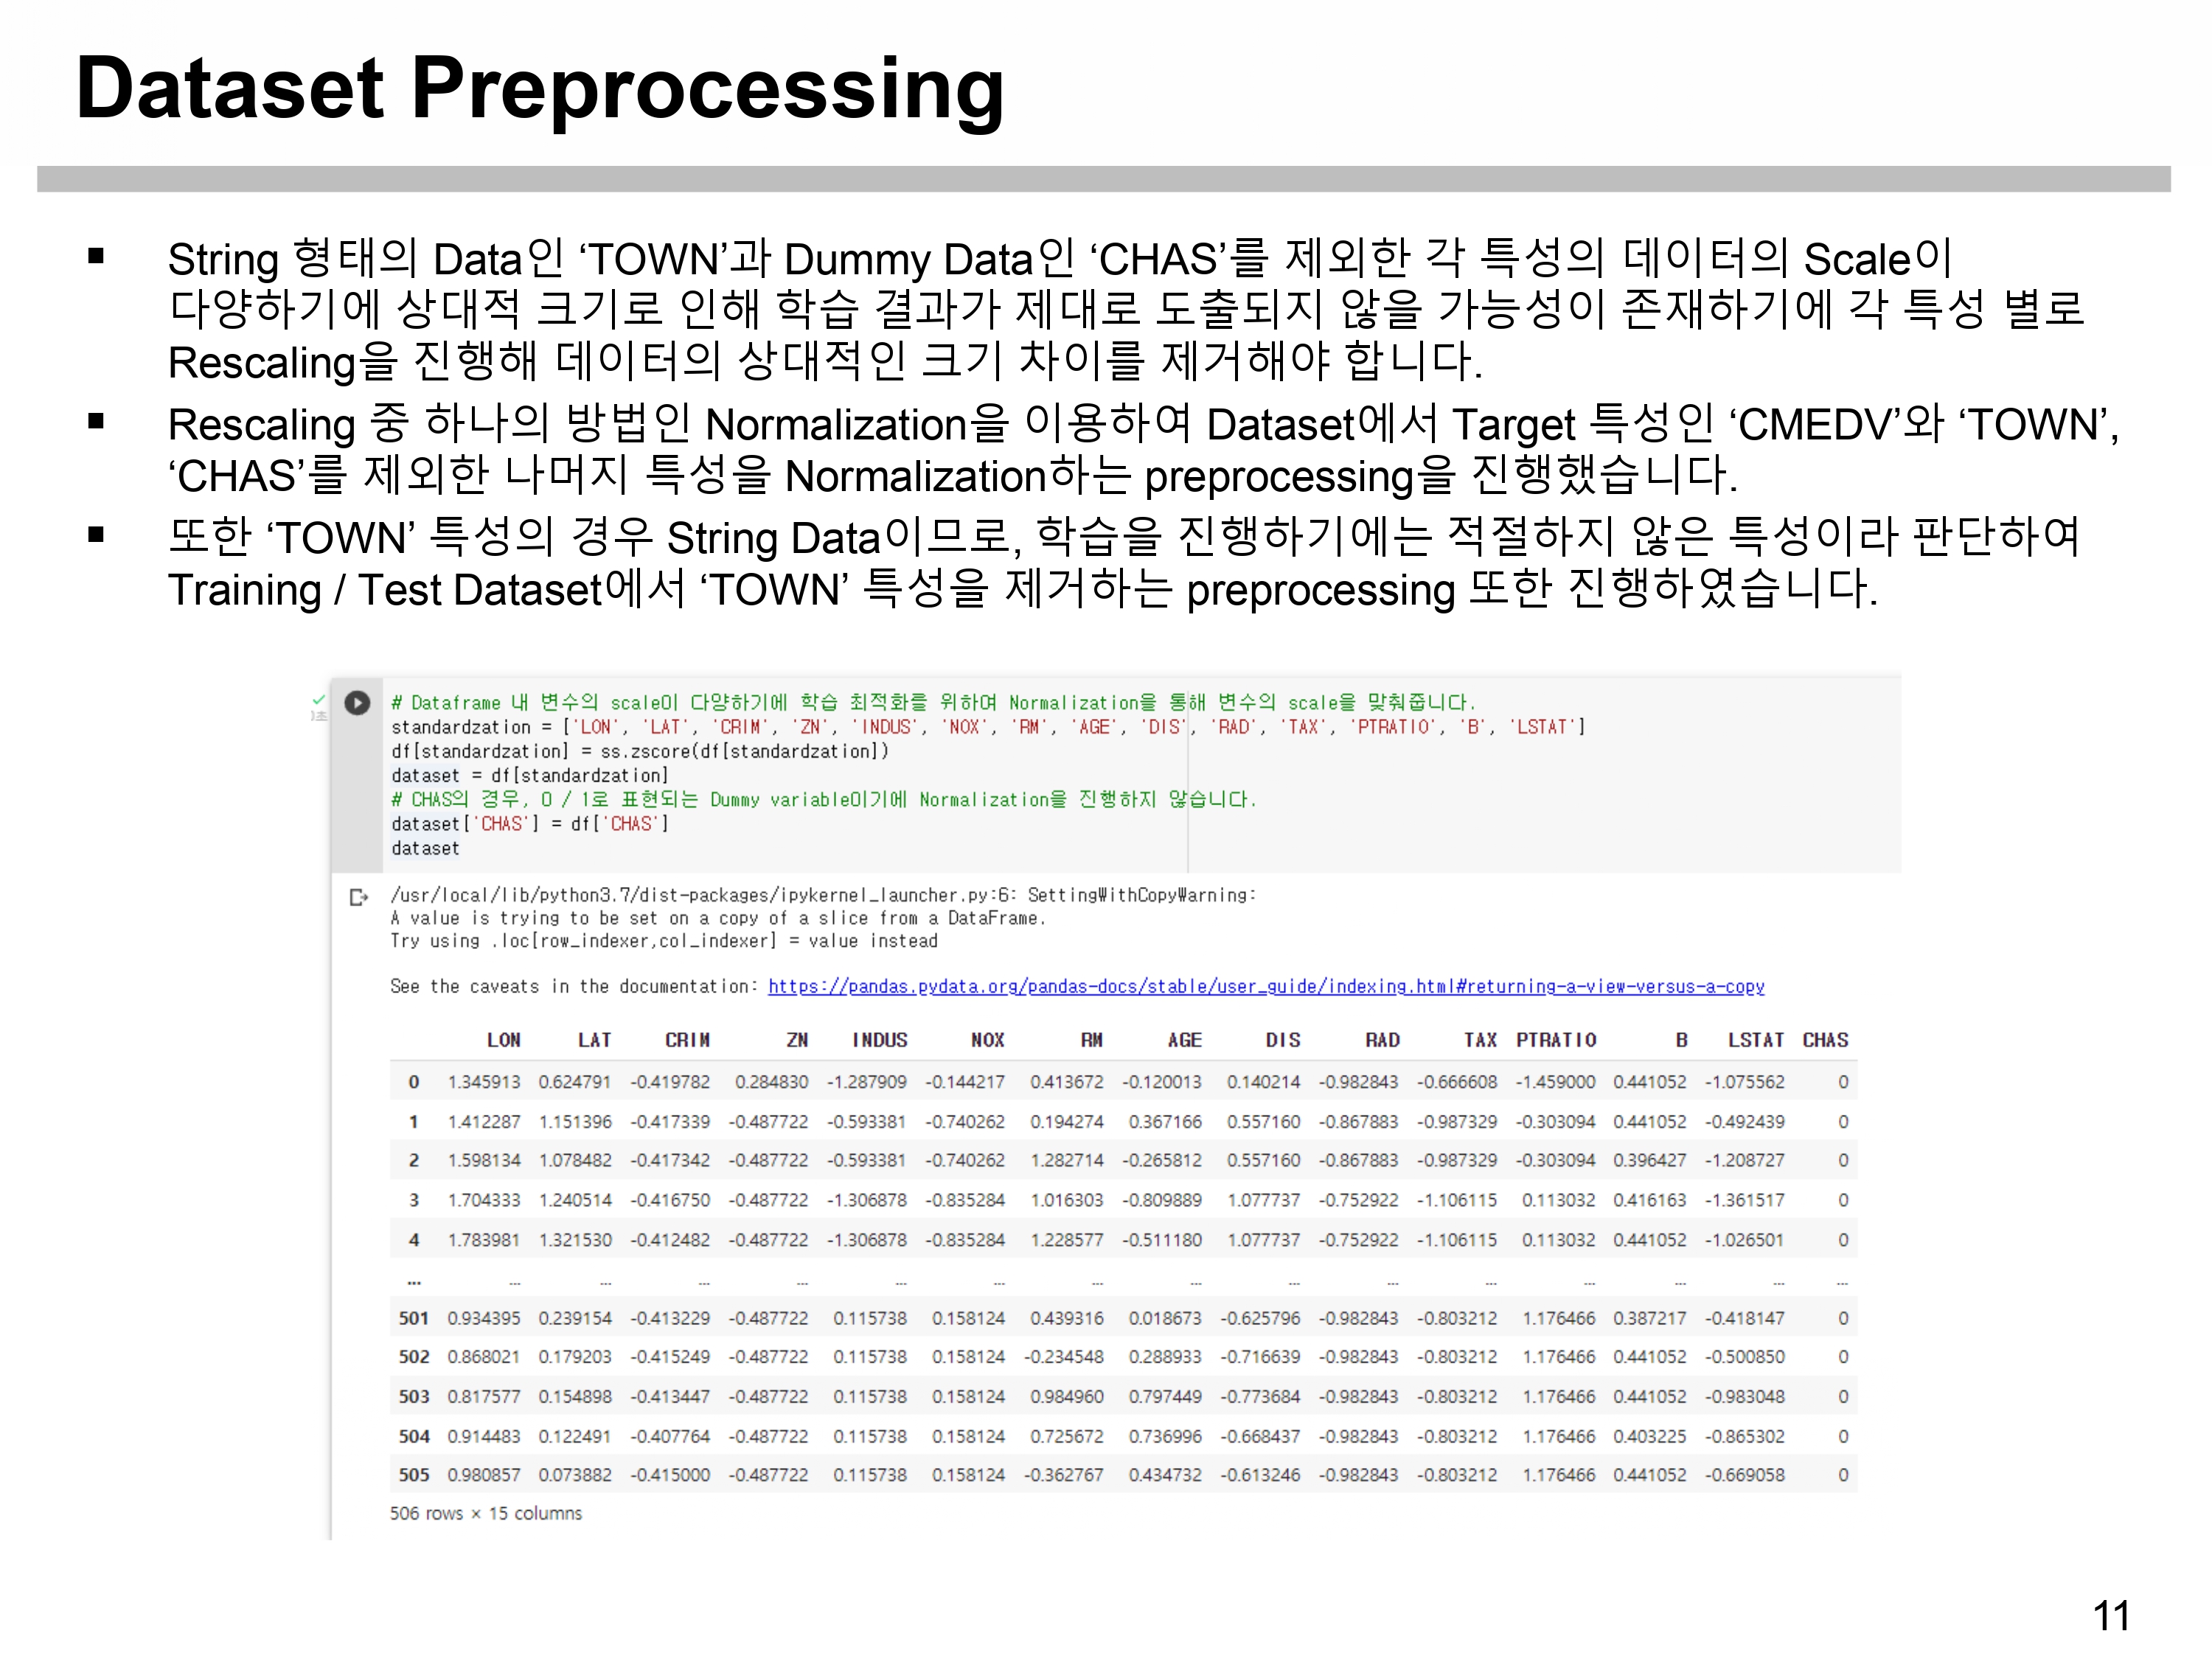 Dataset Preprocessing
▪ String 형태의 Data인 ‘TOWN’과 Dummy Data인 ‘CHAS’를 제외한 각 특성의 데이터의 Scale이
다양하기에 상대적 크기로 인해 학습 결과가 제대로 도출되지 않을 가능성이 존재하기에 각 특성 별로
Rescaling을 진행해 데이터의 상대적인 크기 차이를 제거해야 합니다.
▪ Rescaling 중 하나의 방법인 Normalization을 이용하여 Dataset에서 Target 특성인 ‘CMEDV’와 ‘TOWN’,
‘CHAS’를 제외한 나머지 특성을 Normalization하는 preprocessing을 진행했습니다.
▪ 또한 ‘TOWN’ 특성의 경우 String Data이므로, 학습을 진행하기에는 적절하지 않은 특성이라 판단하여
Training / Test Dataset에서 ‘TOWN’ 특성을 제거하는 preprocessing 또한 진행하였습니다.
# Dataframe 내 변수의 scale이 다양하기에 학습 최적화를 위하여 Normalization을 통해 변수의 scale을 맞춰줍니다.
standardzation = ['LON', 'LAT', 'CRIM', 'ZN', 'INDUS', 'NOX', 'RM', 'AGE', 'DIS', 'RAD', 'TAX', 'PTRATIO', 'B', 'LSTAT']
df[standardzation] = ss.zscore(df[standardzation])
dataset = df[standardzation]
# CHAS의 경우, 0 / 1로 표현되는 Dummy variable이기에 Normalization을 진행하지 않습니다.
dataset['CHAS'] = df['CHAS']
dataset
/usr/local/lib/python3.7/dist-packages/ipykernel_launcher.py:6: SettingWithCopyWarning:
A value is trying to be set on a copy of a slice from a DataFrame.
Try using .loc[row_indexer,col_indexer] = value instead
See the caveats in the documentation: https://pandas.pydata.org/pandas-docs/stable/user_guide/indexing.html#returning-a-view-versus-a-copy
LON LAT CRIM ZN INDUS NOX RM AGE DIS RAD TAX PTRATIO B LSTAT CHAS
0 1.345913 0.624791 -0.419782 0.284830 -1.287909 -0.144217 0.413672 -0.120013 0.140214 -0.982843 -0.666608 -1.459000 0.441052 -1.075562 0
1 1.412287 1.151396 -0.417339 -0.487722 -0.593381 -0.740262 0.194274 0.367166 0.557160 -0.867883 -0.987329 -0.303094 0.441052 -0.492439 0
2 1.598134 1.078482 -0.417342 -0.487722 -0.593381 -0.740262 1.282714 -0.265812 0.557160 -0.867883 -0.987329 -0.303094 0.396427 -1.208727 0
3 1.704333 1.240514 -0.416750 -0.487722 -1.306878 -0.835284 1.016303 -0.809889 1.077737 -0.752922 -1.106115 0.113032 0.416163 -1.361517 0
4 1.783981 1.321530 -0.412482 -0.487722 -1.306878 -0.835284 1.228577 -0.511180 1.077737 -0.752922 -1.106115 0.113032 0.441052 -1.026501 0
... ... ... ... ... ... ... ... ... ... ... ... ... ... ... ...
501 0.934395 0.239154 -0.413229 -0.487722 0.115738 0.158124 0.439316 0.018673 -0.625796 -0.982843 -0.803212 1.176466 0.387217 -0.418147 0
502 0.868021 0.179203 -0.415249 -0.487722 0.115738 0.158124 -0.234548 0.288933 -0.716639 -0.982843 -0.803212 1.176466 0.441052 -0.500850 0
503 0.817577 0.154898 -0.413447 -0.487722 0.115738 0.158124 0.984960 0.797449 -0.773684 -0.982843 -0.803212 1.176466 0.441052 -0.983048 0
504 0.914483 0.122491 -0.407764 -0.487722 0.115738 0.158124 0.725672 0.736996 -0.668437 -0.982843 -0.803212 1.176466 0.403225 -0.865302 0
505 0.980857 0.073882 -0.415000 -0.487722 0.115738 0.158124 -0.362767 0.434732 -0.613246 -0.982843 -0.803212 1.176466 0.441052 -0.669058 0
506 rows × 15 columns
11